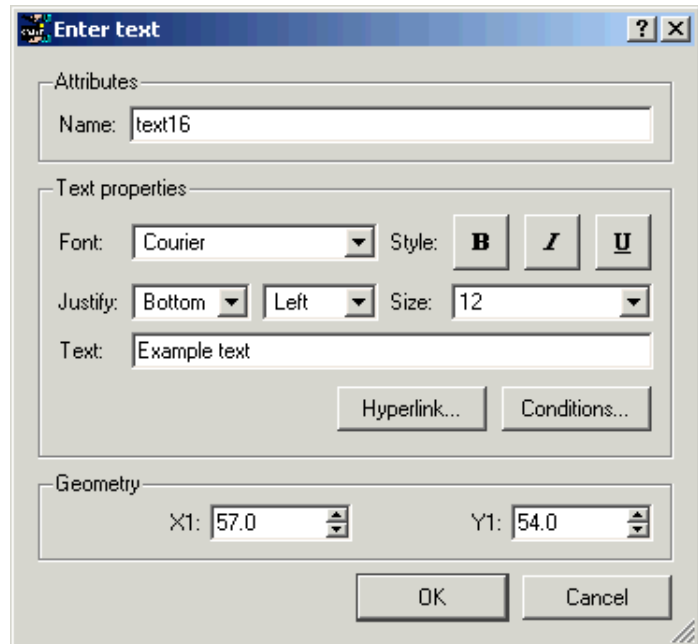 Enter text
Attributes
Name: text16
Text properties
Font: Courier Style: B I U
Justify: Bottom Left Size: 12
Text: Example text
Hyperlink... Conditions...
Geometry
X1: 57.0 Y1: 54.0
OK Cancel